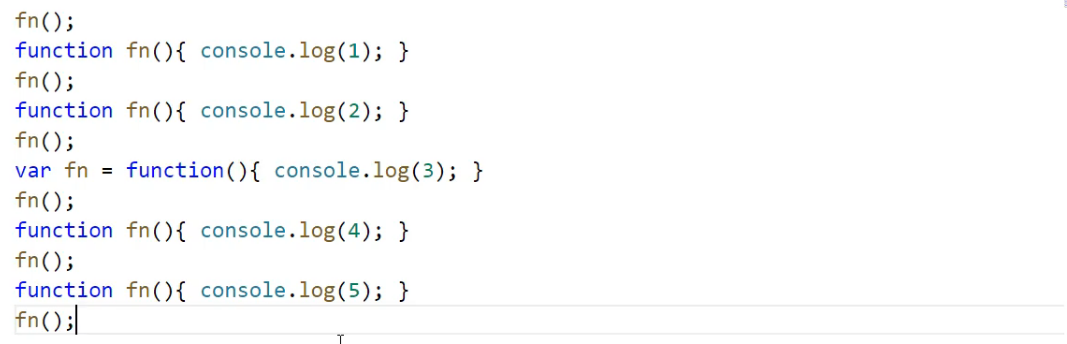 fn();
function fn(){ console.log(1); }
fn();
function fn(){ console.log(2); }
fn();
var fn = function(){ console.log(3); }
fn();
function fn(){ console.log(4); }
fn();
function fn(){ console.log(5); }
fn();